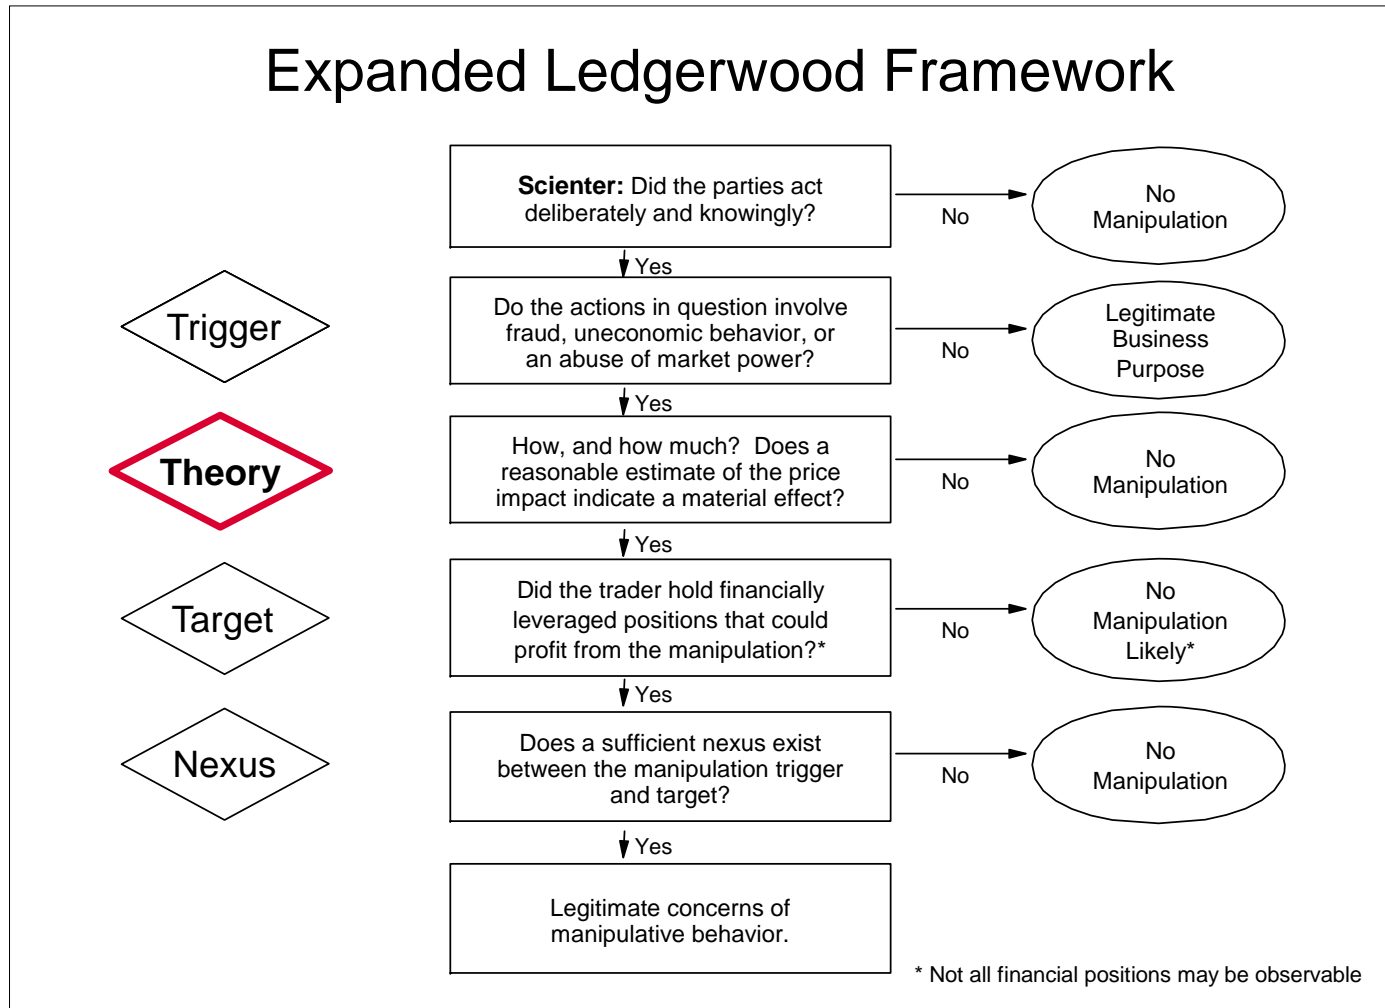 Expanded Ledgerwood Framework
Scienter: Did the parties act
deliberately and knowingly?
No
No
Manipulation
Yes
Trigger
Do the actions in question involve
fraud, uneconomic behavior, or
an abuse of market power?
No
Legitimate
Business
Purpose
Yes
Theory
How, and how much?  Does a
reasonable estimate of the price
impact indicate a material effect?
No
No
Manipulation
Yes
Target
Did the trader hold financially
leveraged positions that could
profit from the manipulation?*
No
No
Manipulation
Likely*
Yes
Nexus
Does a sufficient nexus exist
between the manipulation trigger
and target?
No
No
Manipulation
Yes
Legitimate concerns of
manipulative behavior.
* Not all financial positions may be observable